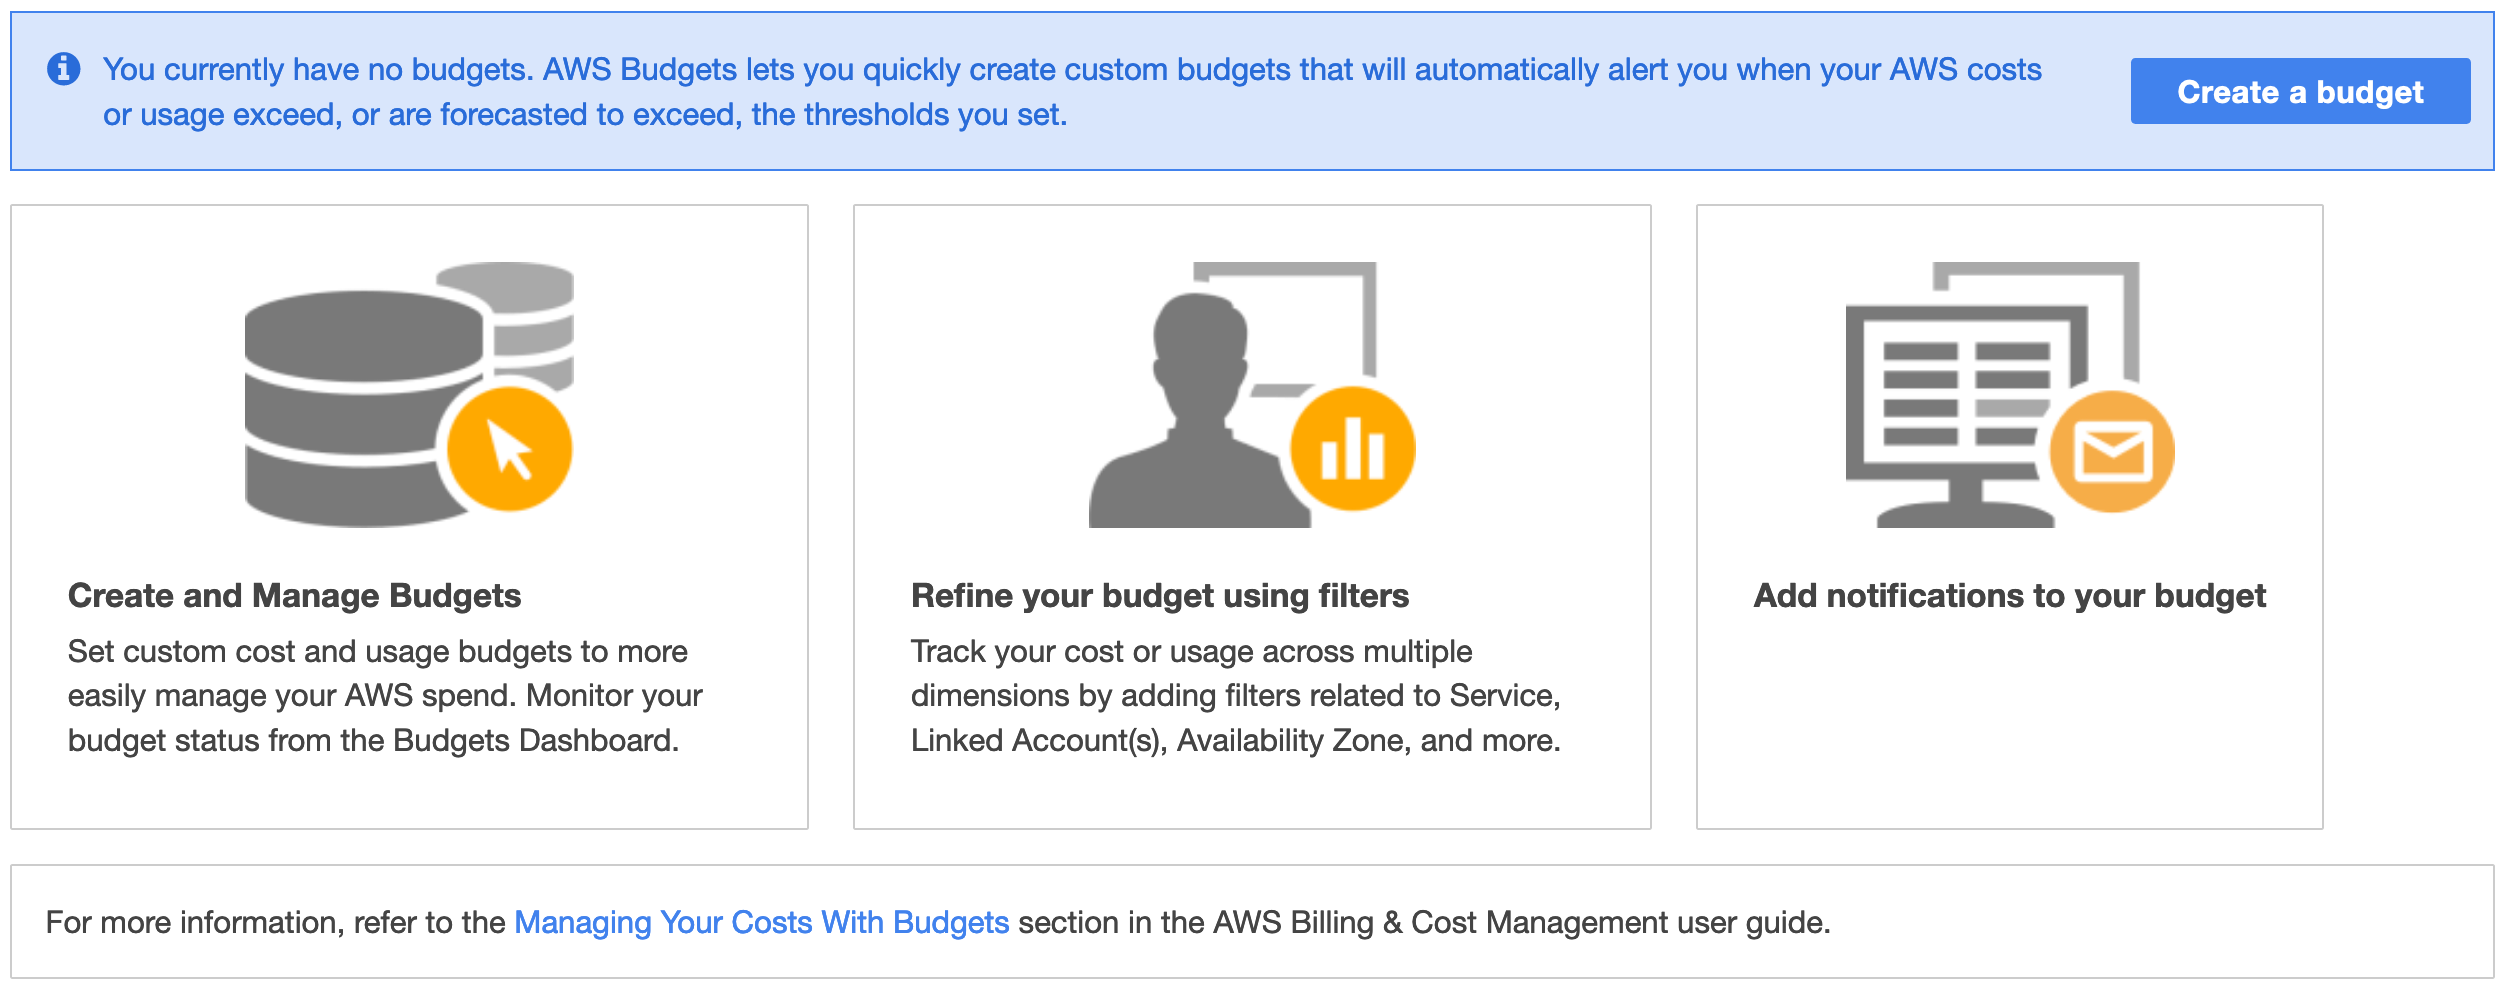 You currently have no budgets. AWS Budgets lets you quickly create custom budgets that will automatically alert you when your AWS costs
or usage exceed, or are forecasted to exceed, the thresholds you set.
Create a budget
Create and Manage Budgets
Set custom cost and usage budgets to more
easily manage your AWS spend. Monitor your
budget status from the Budgets Dashboard.
Refine your budget using filters
Track your cost or usage across multiple
dimensions by adding filters related to Service,
Linked Account(s), Availability Zone, and more.
Add notifications to your budget
For more information, refer to the Managing Your Costs With Budgets section in the AWS Billing & Cost Management user guide.